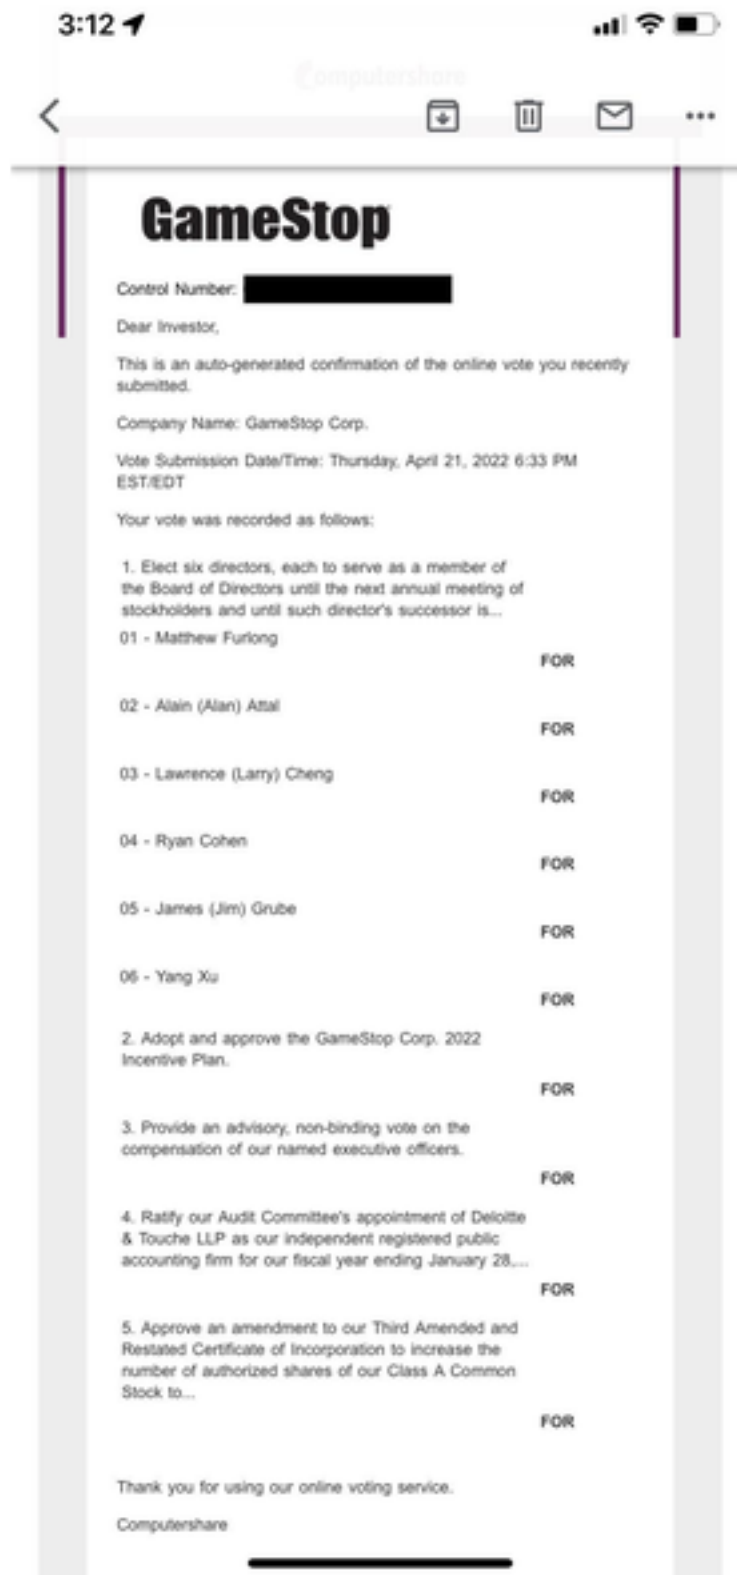 3:12
Computershare
GameStop
Control Number:
Dear Investor,
This is an auto-generated confirmation of the online vote you recently
submitted.
Company Name: GameStop Corp.
Vote Submission Date/Time: Thursday, April 21, 2022 6:33 PM
EST/EDT
Your vote was recorded as follows:
1. Elect six directors, each to serve as a member of
the Board of Directors until the next annual meeting of
stockholders and until such director's successor is...
01 - Matthew Furlong
FOR
02 - Alain (Alan) Attal
FOR
03 - Lawrence (Larry) Cheng
FOR
04 - Ryan Cohen
FOR
05 - James (Jim) Grube
FOR
06 - Yang Xu
FOR
2. Adopt and approve the GameStop Corp. 2022
Incentive Plan.
FOR
3. Provide an advisory, non-binding vote on the
compensation of our named executive officers.
FOR
4. Ratify our Audit Committee's appointment of Deloitte
& Touche LLP as our independent registered public
accounting firm for our fiscal year ending January 28,...
FOR
5. Approve an amendment to our Third Amended and
Restated Certificate of Incorporation to increase the
number of authorized shares of our Class A Common
Stock to...
FOR
Thank you for using our online voting service.
Computershare